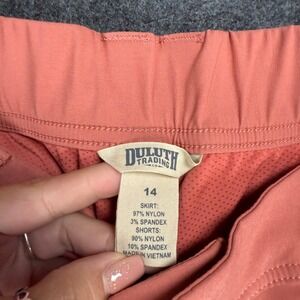 DULUTH
TRADING
14
SKIRT:
97% NYLON
3% SPANDEX
SHORTS:
90% NYLON
10% SPANDEX
MADE IN VIETNAM